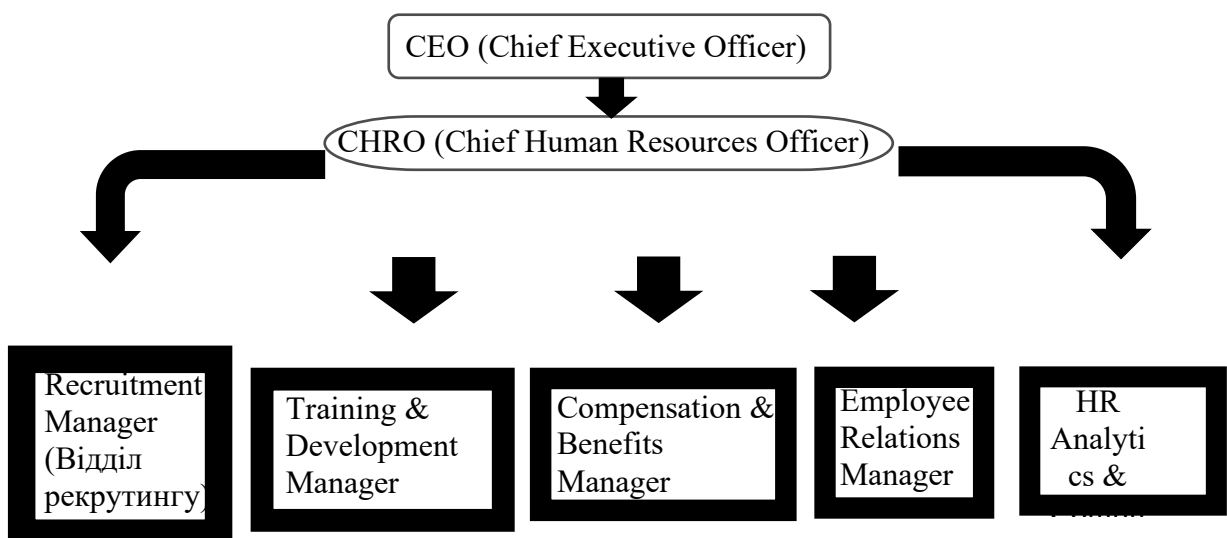 CEO (Chief Executive Officer)
CHRO (Chief Human Resources Officer)
Recruitment
Manager
(Відділ
рекрутингу)
Training &
Development
Manager
Compensation &
Benefits
Manager
Employee
Relations
Manager
HR
Analyti
cs &